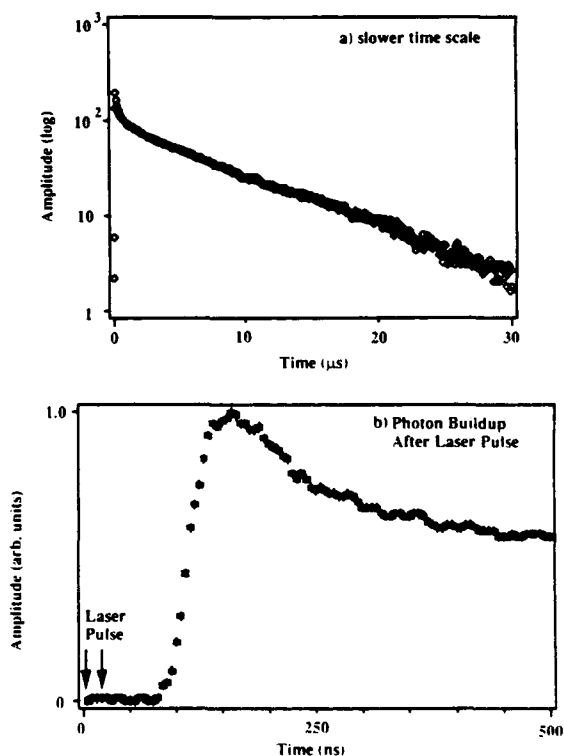 a) slower time scale
10³
10²
10
1
Amplitude (log)
0
10
20
30
Time (μs)
b) Photon Buildup
After Laser Pulse
1.0
0
Amplitude (arb. units)
Laser
Pulse
0
250
500
Time (ns)